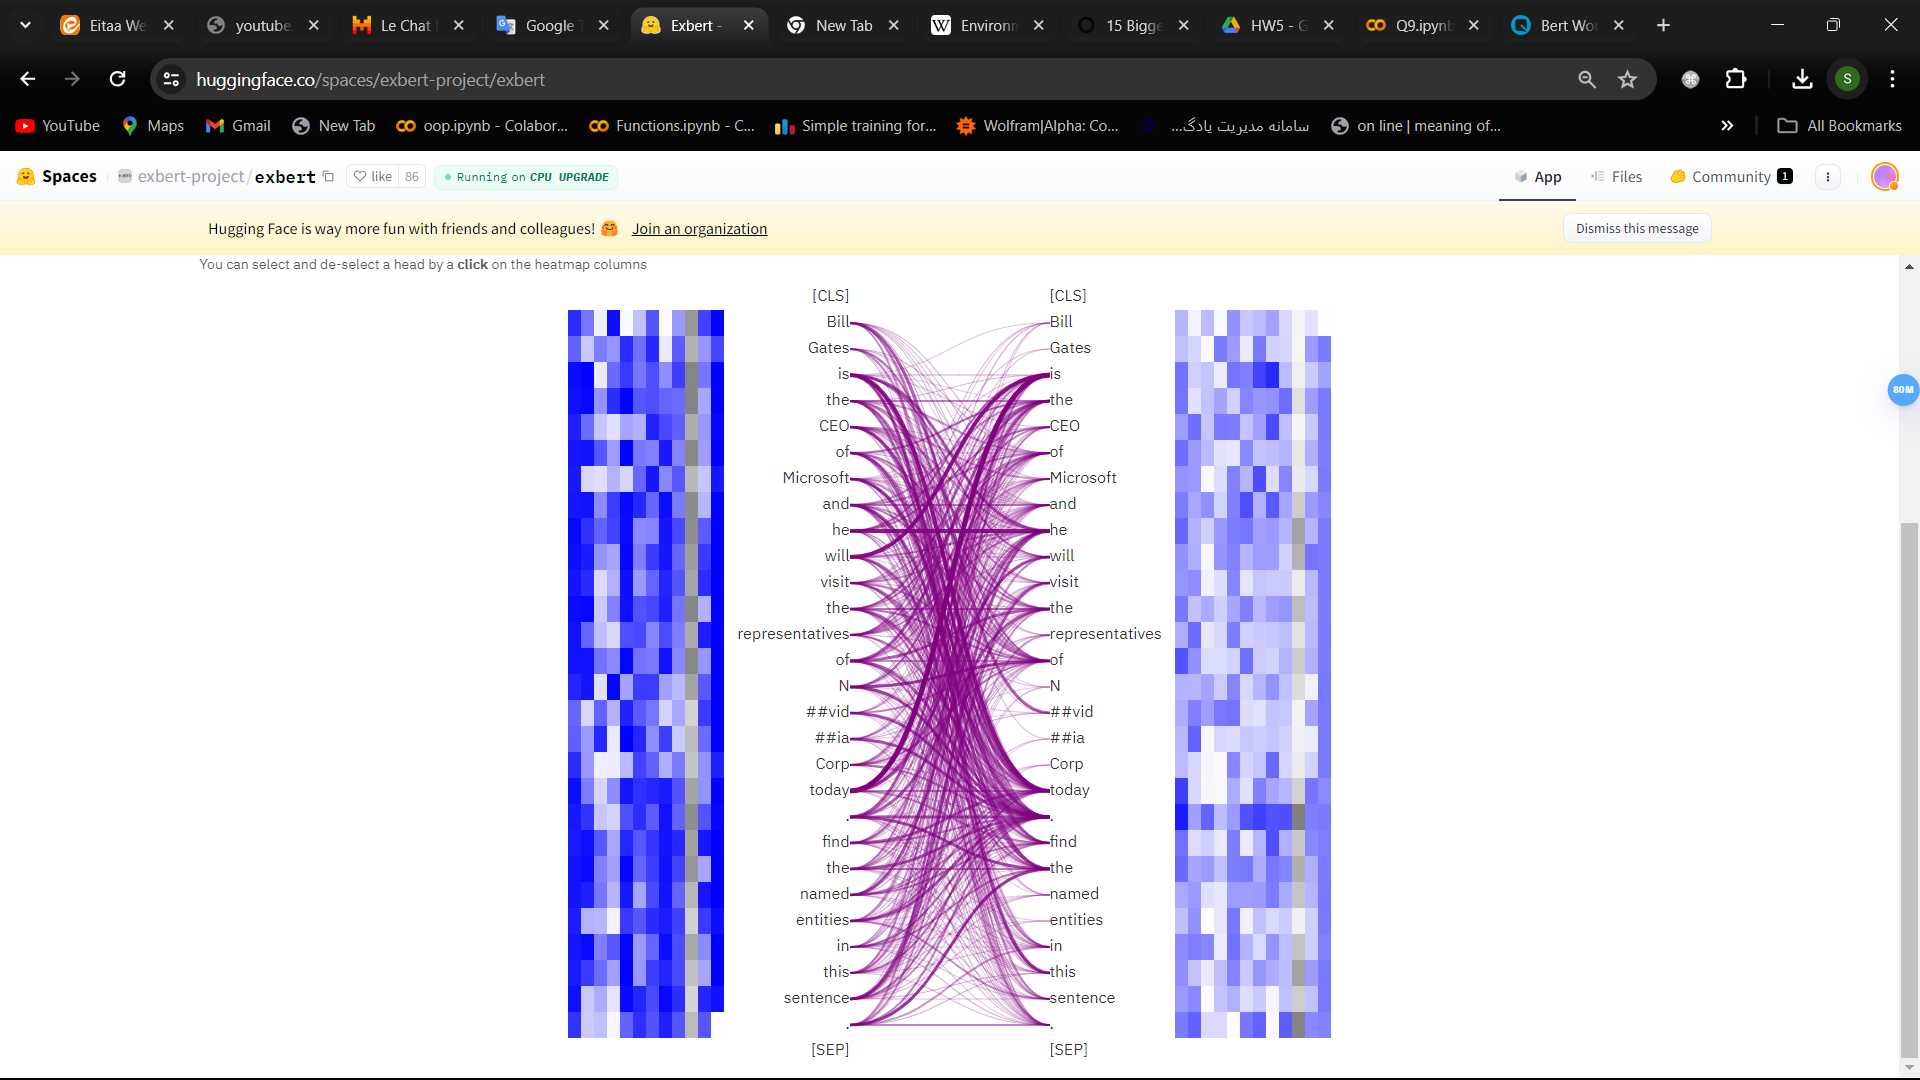 Eitaa We
youtube
Le Chat
Google T
Exbert -
New Tab
Environm
15 Bigge
HW5 - G
Q9.ipynb
Bert Wor
huggingface.co/spaces/exbert-project/exbert
S
YouTube
Maps
Gmail
New Tab
oop.ipynb - Colabor...
Functions.ipynb - C...
Simple training for...
Wolfram|Alpha: Co...
سامانه مدیریت یادگ...
on line | meaning of...
All Bookmarks
Spaces
exbert-project/exbert
like 86
Running on CPU UPGRADE
App
Files
Community 1
Hugging Face is way more fun with friends and colleagues! 🤗 Join an organization
Dismiss this message
You can select and de-select a head by a click on the heatmap columns
80M
[CLS] [CLS]
Bill Bill
Gates Gates
is is
the the
CEO CEO
of of
Microsoft Microsoft
and and
he he
will will
visit visit
the the
representatives representatives
of of
N N
##vid ##vid
##ia ##ia
Corp Corp
today today
. .
find find
the the
named named
entities entities
in in
this this
sentence sentence
. .
[SEP] [SEP]